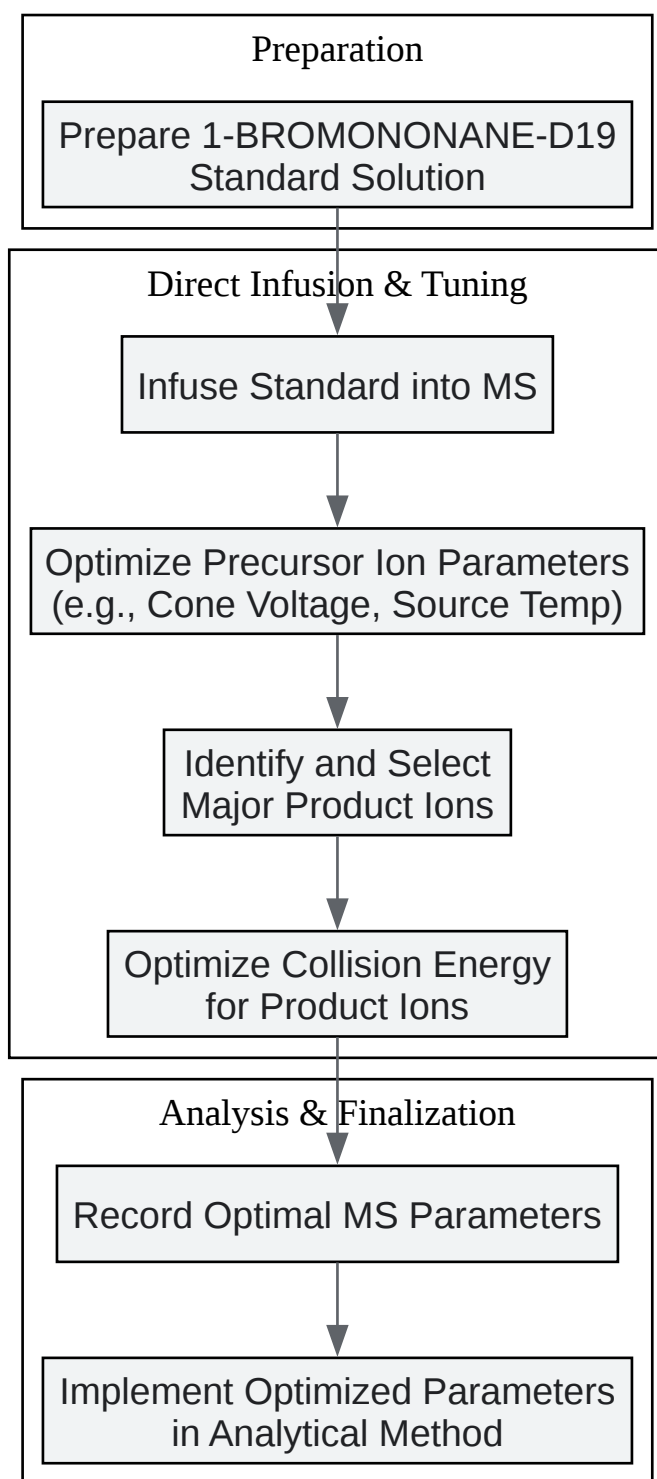 Preparation
Prepare 1-BROMONONANE-D19
Standard Solution
Direct Infusion & Tuning
Infuse Standard into MS
Optimize Precursor Ion Parameters
(e.g., Cone Voltage, Source Temp)
Identify and Select
Major Product Ions
Optimize Collision Energy
for Product Ions
Analysis & Finalization
Record Optimal MS Parameters
Implement Optimized Parameters
in Analytical Method